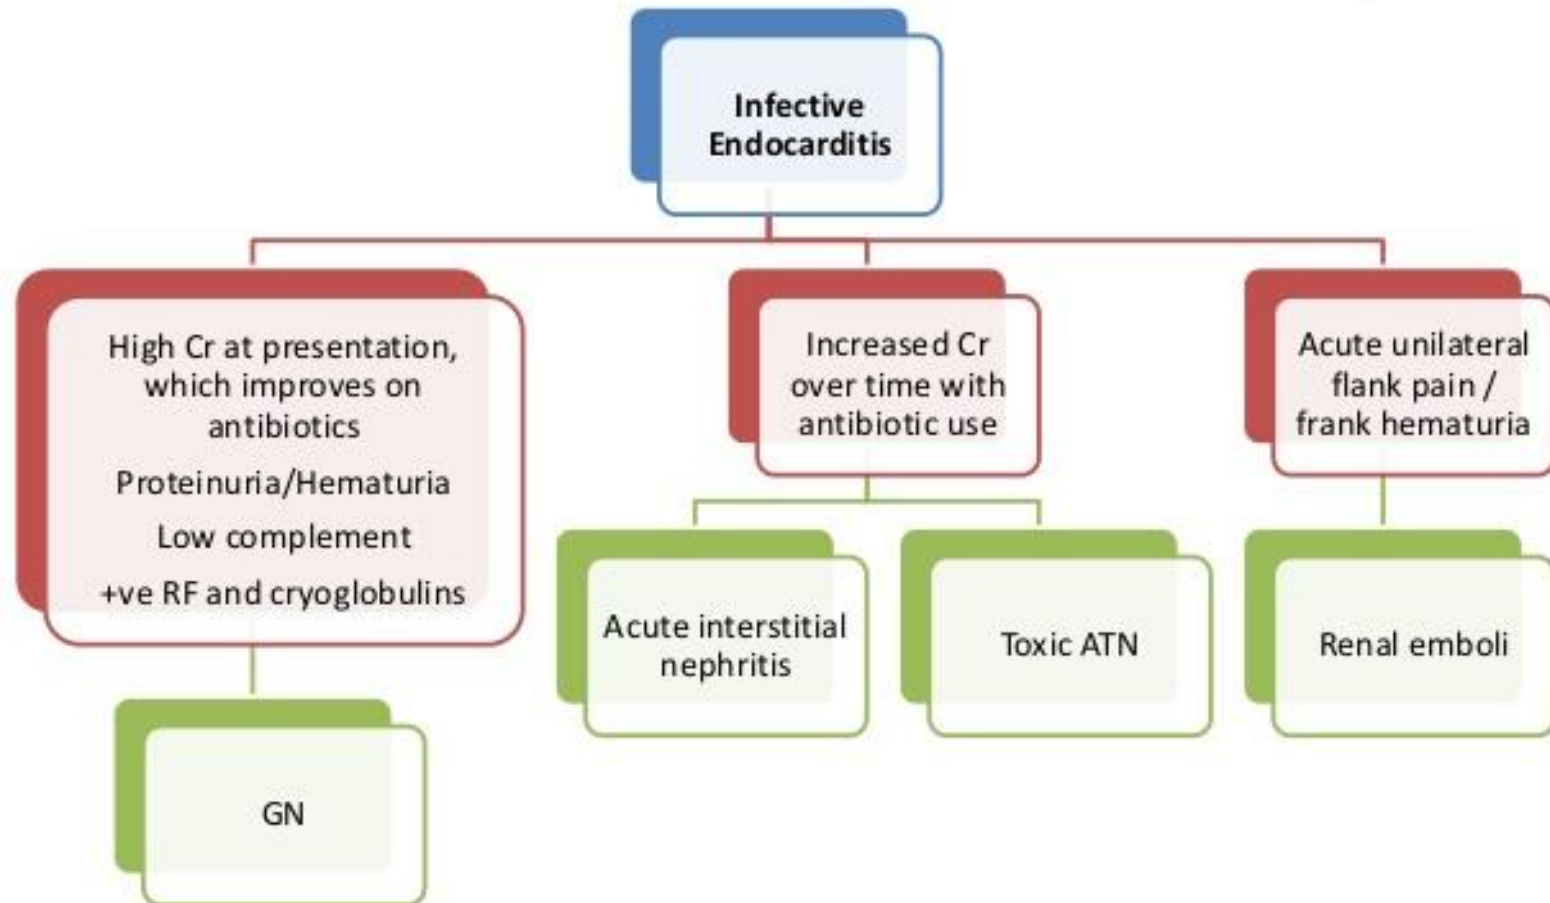 Infective
Endocarditis
High Cr at presentation,
which improves on
antibiotics
Proteinuria/Hematuria
Low complement
+ve RF and cryoglobulins
GN
Increased Cr
over time with
antibiotic use
Acute interstitial
nephritis
Toxic ATN
Acute unilateral
flank pain /
frank hematuria
Renal emboli